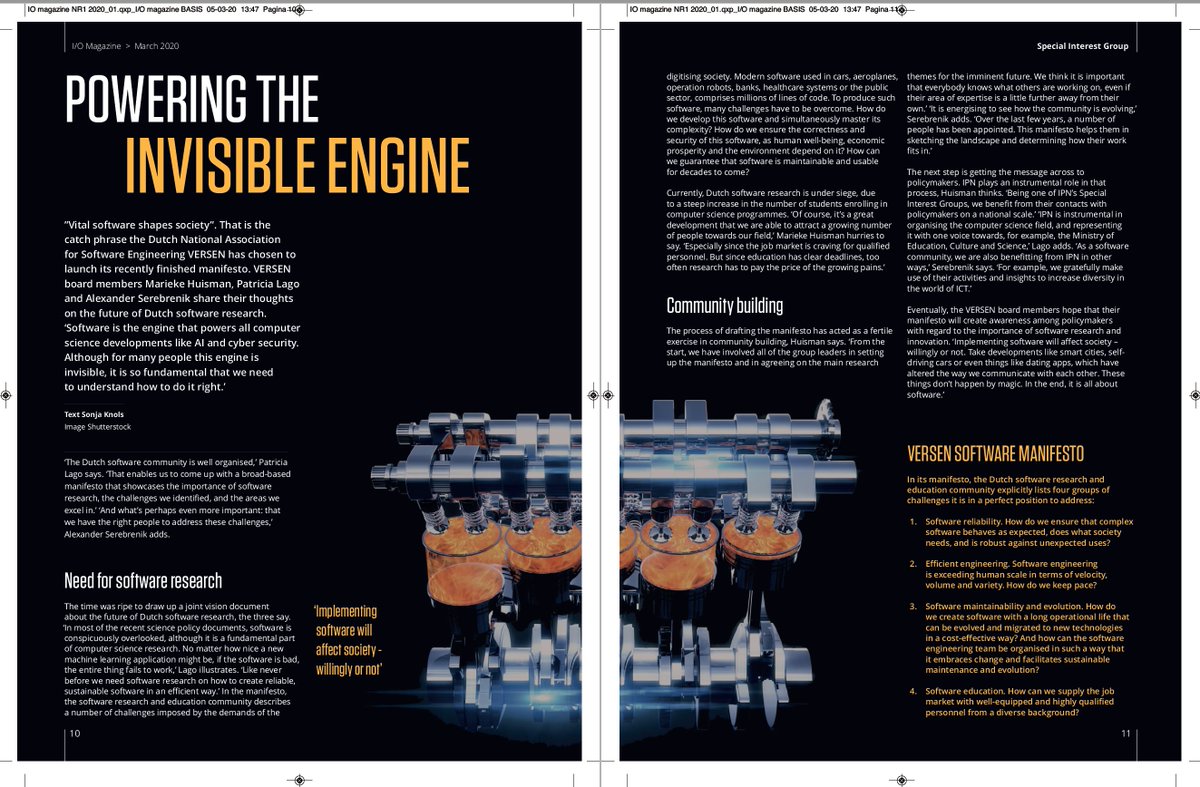 IO magazine NR1 2020_01.qxp_I/O magazine BASIS 05-03-20 13:47 Pagina 10
I/O Magazine > March 2020
POWERING THE
INVISIBLE ENGINE
“Vital software shapes society”. That is the
catch phrase the Dutch National Association
for Software Engineering VERSEN has chosen to
launch its recently finished manifesto. VERSEN
board members Marieke Huisman, Patricia Lago
and Alexander Serebrenik share their thoughts
on the future of Dutch software research.
‘Software is the engine that powers all computer
science developments like AI and cyber security.
Although for many people this engine is
invisible, it is so fundamental that we need
to understand how to do it right.’
Text Sonja Knols
Image Shutterstock
‘The Dutch software community is well organised,’ Patricia
Lago says. ‘That enables us to come up with a broad-based
manifesto that showcases the importance of software
research, the challenges we identified, and the areas we
excel in.’ ‘And what’s perhaps even more important: that
we have the right people to address these challenges,’
Alexander Serebrenik adds.
Need for software research
The time was ripe to draw up a joint vision document
about the future of Dutch software research, the three say.
‘In most of the recent science policy documents, software is
conspicuously overlooked, although it is a fundamental part
of computer science research. No matter how nice a new
machine learning application might be, if the software is bad,
the entire thing fails to work,’ Lago illustrates. ‘Like never
before we need software research on how to create reliable,
sustainable software in an efficient way.’ In the manifesto,
the software research and education community describes
a number of challenges imposed by the demands of the
‘Implementing
software will
affect society -
willingly or not’
10
IO magazine NR1 2020_01.qxp_I/O magazine BASIS 05-03-20 13:47 Pagina 11
Special Interest Group
digitising society. Modern software used in cars, aeroplanes,
operation robots, banks, healthcare systems or the public
sector, comprises millions of lines of code. To produce such
software, many challenges have to be overcome. How do
we develop this software and simultaneously master its
complexity? How do we ensure the correctness and
security of this software, as human well-being, economic
prosperity and the environment depend on it? How can
we guarantee that software is maintainable and usable
for decades to come?
Currently, Dutch software research is under siege, due
to a steep increase in the number of students enrolling in
computer science programmes. ‘Of course, it’s a great
development that we are able to attract a growing number
of people towards our field,’ Marieke Huisman hurries to
say. ‘Especially since the job market is craving for qualified
personnel. But since education has clear deadlines, too
often research has to pay the price of the growing pains.’
Community building
The process of drafting the manifesto has acted as a fertile
exercise in community building, Huisman says. ‘From the
start, we have involved all of the group leaders in setting
up the manifesto and in agreeing on the main research
themes for the imminent future. We think it is important
that everybody knows what others are working on, even if
their area of expertise is a little further away from their
own.’ ‘It is energising to see how the community is evolving,’
Serebrenik adds. ‘Over the last few years, a number of
people has been appointed. This manifesto helps them in
sketching the landscape and determining how their work
fits in.’
The next step is getting the message across to
policymakers. IPN plays an instrumental role in that
process, Huisman thinks. ‘Being one of IPN’s Special
Interest Groups, we benefit from their contacts with
policymakers on a national scale.’ ‘IPN is instrumental in
organising the computer science field, and representing
it with one voice towards, for example, the Ministry of
Education, Culture and Science,’ Lago adds. ‘As a software
community, we are also benefitting from IPN in other
ways,’ Serebrenik says. ‘For example, we gratefully make
use of their activities and insights to increase diversity in
the world of ICT.’
Eventually, the VERSEN board members hope that their
manifesto will create awareness among policymakers
with regard to the importance of software research and
innovation. ‘Implementing software will affect society –
willingly or not. Take developments like smart cities, self-
driving cars or even things like dating apps, which have
altered the way we communicate with each other. These
things don’t happen by magic. In the end, it is all about
software.’
VERSEN SOFTWARE MANIFESTO
In its manifesto, the Dutch software research and
education community explicitly lists four groups of
challenges it is in a perfect position to address:
1. Software reliability. How do we ensure that complex
software behaves as expected, does what society
needs, and is robust against unexpected uses?
2. Efficient engineering. Software engineering
is exceeding human scale in terms of velocity,
volume and variety. How do we keep pace?
3. Software maintainability and evolution. How do
we create software with a long operational life that
can be evolved and migrated to new technologies
in a cost-effective way? And how can the software
engineering team be organised in such a way that
it embraces change and facilitates sustainable
maintenance and evolution?
4. Software education. How can we supply the job
market with well-equipped and highly qualified
personnel from a diverse background?
11